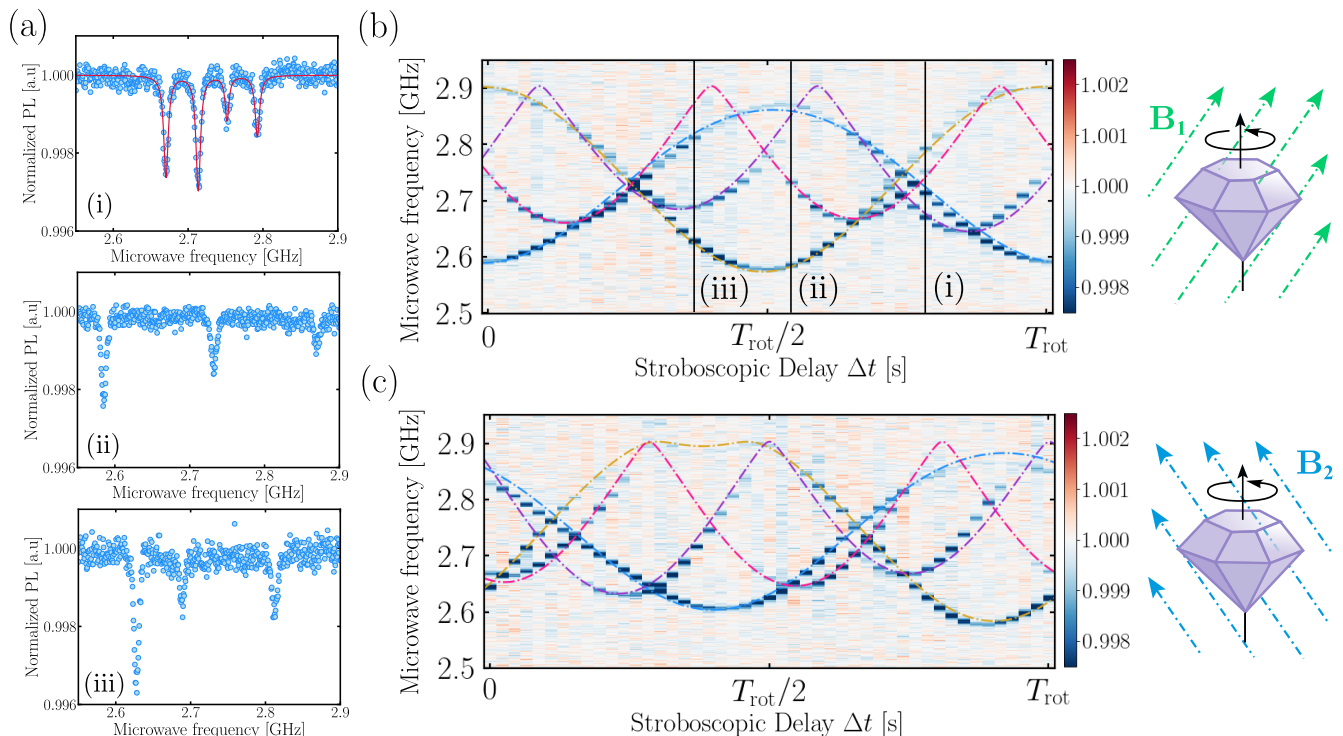 (a)
1.000
0.998
0.996
Normalized PL [a.u]
(i)
2.6
2.7
2.8
2.9
Microwave frequency [GHz]
1.000
0.998
0.996
Normalized PL [a.u]
(ii)
2.6
2.7
2.8
2.9
Microwave frequency [GHz]
1.000
0.998
0.996
Normalized PL [a.u]
(iii)
2.6
2.7
2.8
2.9
Microwave frequency [GHz]
(b)
Microwave frequency [GHz]
2.9
2.8
2.7
2.6
2.5
(iii)
(ii)
(i)
0
T_rot/2
T_rot
Stroboscopic Delay Δt [s]
1.002
1.001
1.000
0.999
0.998
B₁
(c)
Microwave frequency [GHz]
2.9
2.8
2.7
2.6
2.5
0
T_rot/2
T_rot
Stroboscopic Delay Δt [s]
1.002
1.001
1.000
0.999
0.998
B₂